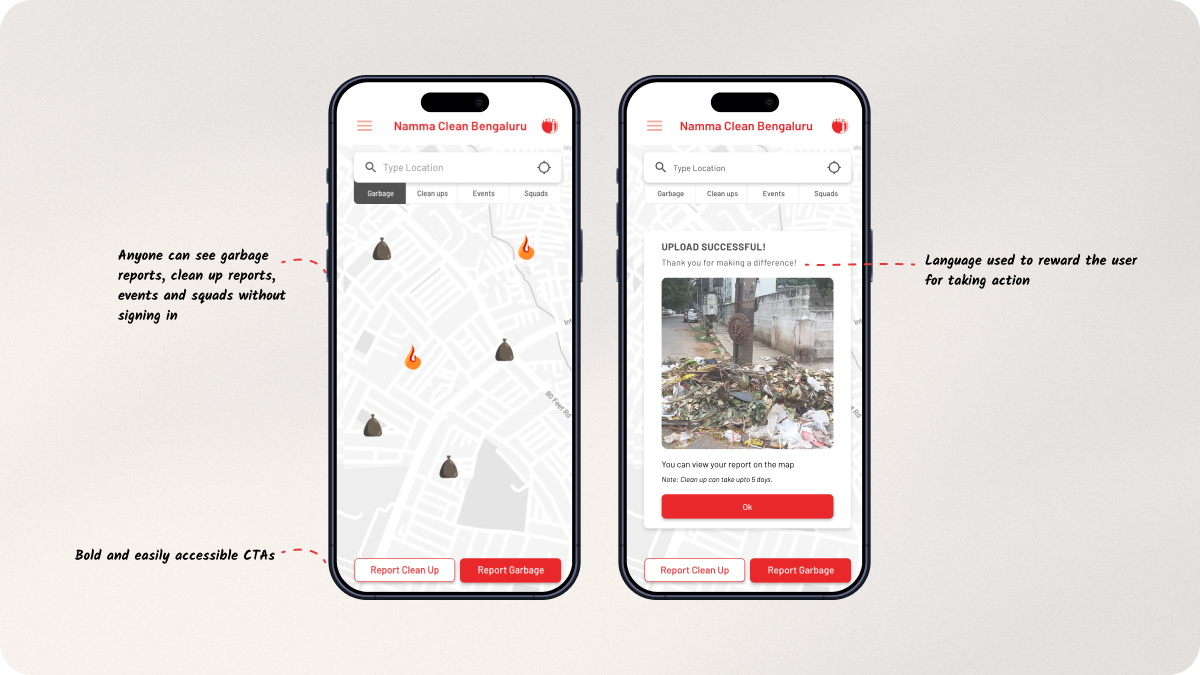 Namma Clean Bengaluru
Type Location
Garbage Clean ups Events Squads
80 Feet Rd
Report Clean Up Report Garbage
Anyone can see garbage
reports, clean up reports,
events and squads without
signing in
Bold and easily accessible CTAs
Namma Clean Bengaluru
Type Location
Garbage Clean ups Events Squads
UPLOAD SUCCESSFUL!
Thank you for making a difference!
You can view your report on the map
Note: Clean up can take upto 5 days.
Ok
Report Clean Up Report Garbage
Language used to reward the user
for taking action